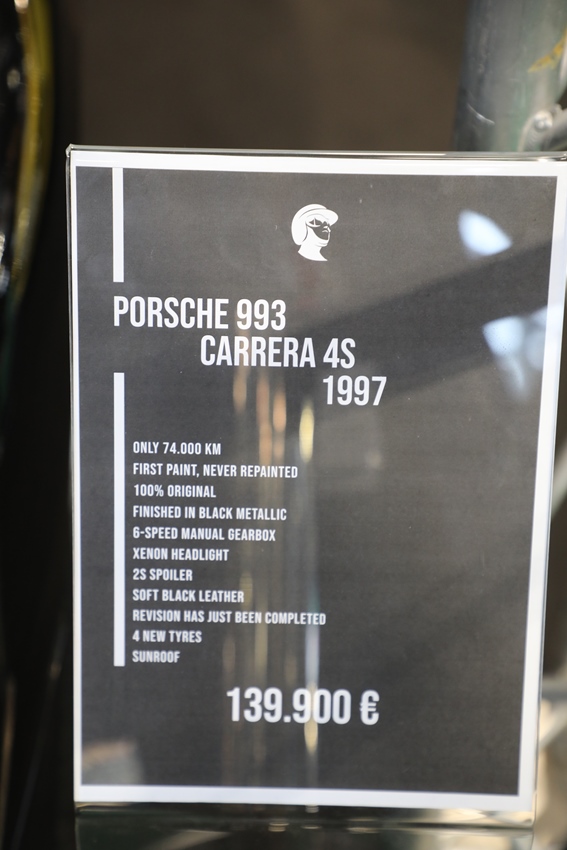 PORSCHE 993
CARRERA 4S
1997
ONLY 74.000 KM
FIRST PAINT, NEVER REPAINTED
100% ORIGINAL
FINISHED IN BLACK METALLIC
6-SPEED MANUAL GEARBOX
XENON HEADLIGHT
2S SPOILER
SOFT BLACK LEATHER
REVISION HAS JUST BEEN COMPLETED
4 NEW TYRES
SUNROOF
139.900 €